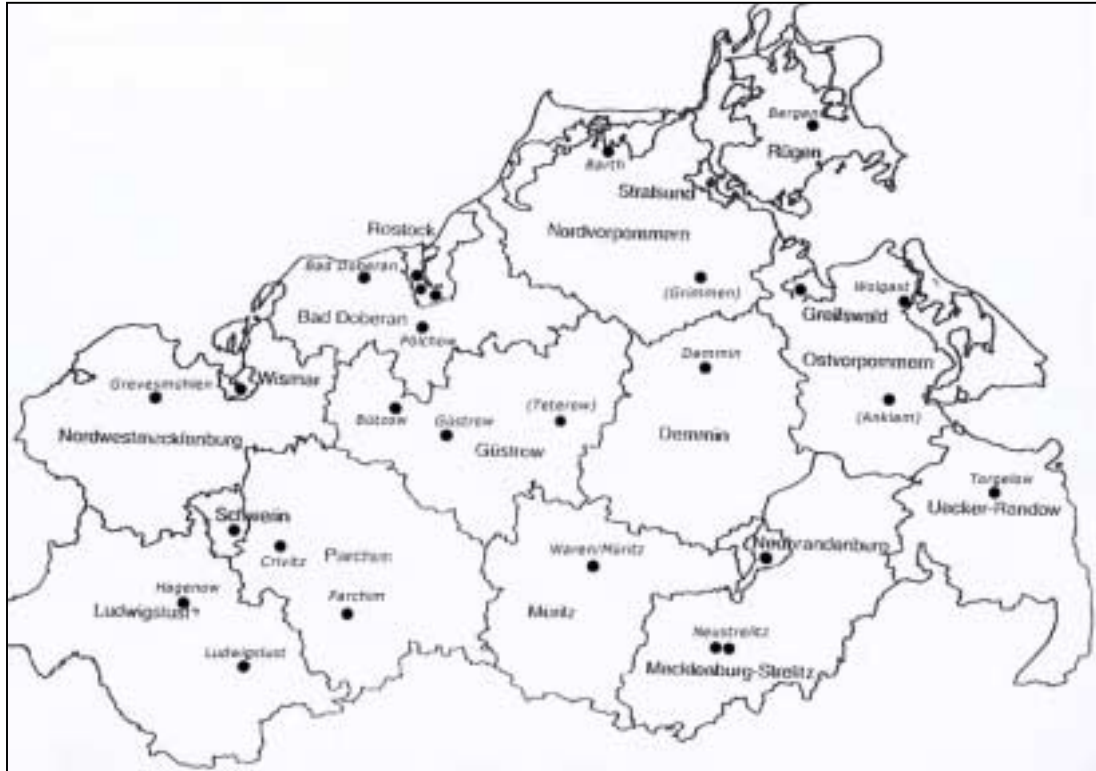 Bergen
Rügen
Barth
Stralsund
Rostock
Nordvorpommern
Bad Doberan
(Grimmen)
Wolgast
Greifswald
Bad Doberan
Pölchow
Ostvorpommern
Demmin
Wismar
Grevesmühlen
Bützow
Güstrow
(Teterow)
(Anklam)
Nordwestmecklenburg
Güstrow
Demmin
Torgelow
Uecker-Randow
Schwerin
Crivitz
Parchim
Waren/Müritz
Neubrandenburg
Hagenow
Ludwigslust
Parchim
Müritz
Neustrelitz
Ludwigslust
Mecklenburg-Strelitz